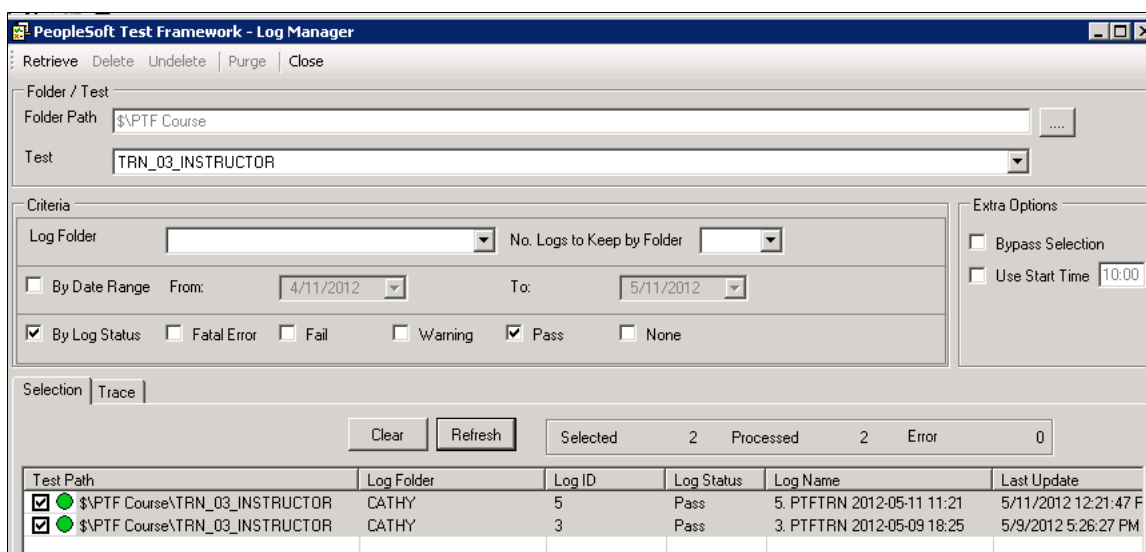 PeopleSoft Test Framework - Log Manager
Retrieve Delete Undelete Purge Close
Folder / Test
Folder Path $\PTF Course ....
Test TRN_03_INSTRUCTOR
Criteria Extra Options
Log Folder No. Logs to Keep by Folder Bypass Selection
By Date Range From: 4/11/2012 To: 5/11/2012 Use Start Time 10:00
By Log Status Fatal Error Fail Warning Pass None
Selection Trace
Clear Refresh Selected 2 Processed 2 Error 0
Test Path Log Folder Log ID Log Status Log Name Last Update
$\PTF Course\TRN_03_INSTRUCTOR CATHY 5 Pass 5. PTFTRN 2012-05-11 11:21 5/11/2012 12:21:47 P
$\PTF Course\TRN_03_INSTRUCTOR CATHY 3 Pass 3. PTFTRN 2012-05-09 18:25 5/9/2012 5:26:27 PM